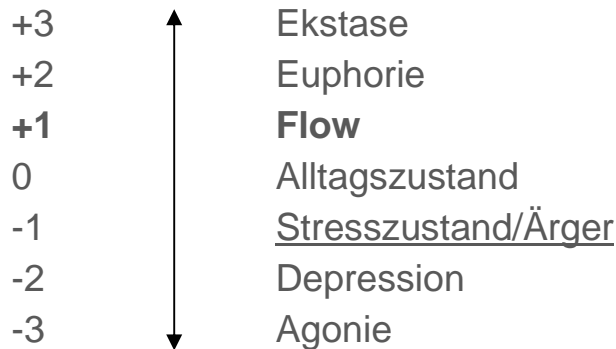 +3 Ekstase
+2 Euphorie
+1 Flow
0 Alltagszustand
-1 Stresszustand/Ärger
-2 Depression
-3 Agonie